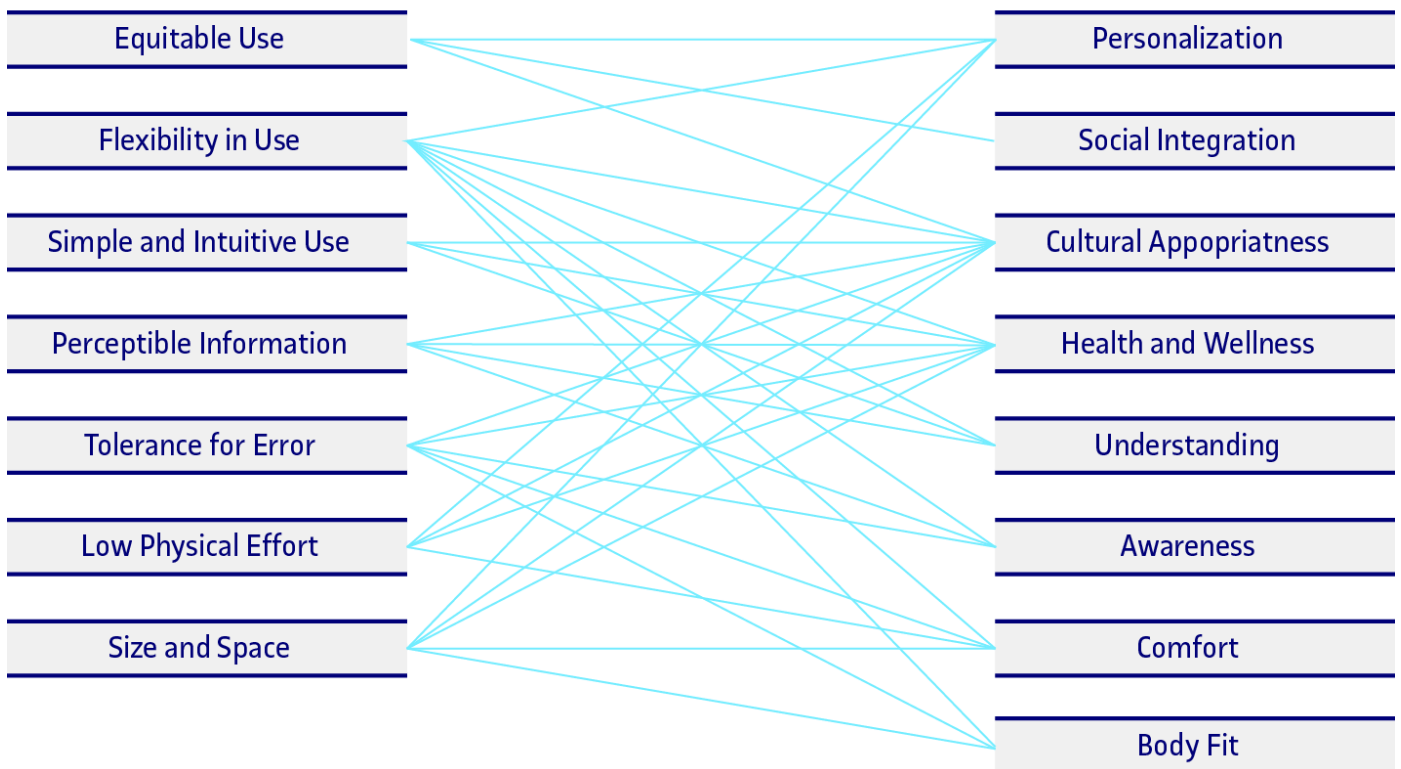 Equitable Use
Flexibility in Use
Simple and Intuitive Use
Perceptible Information
Tolerance for Error
Low Physical Effort
Size and Space
Personalization
Social Integration
Cultural Appopriatness
Health and Wellness
Understanding
Awareness
Comfort
Body Fit